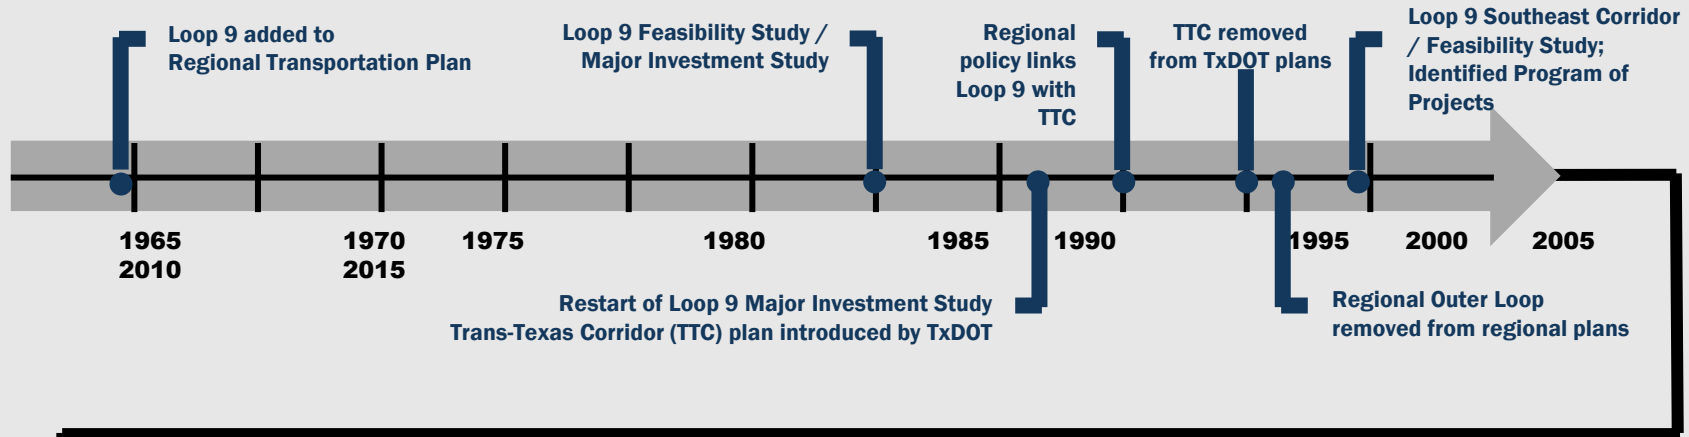 Loop 9 added to
Regional Transportation Plan
Loop 9 Feasibility Study /
Major Investment Study
Regional
policy links
Loop 9 with
TTC
TTC removed
from TxDOT plans
Loop 9 Southeast Corridor
/ Feasibility Study;
Identified Program of
Projects
1965 1970 1975 1980 1985 1990 1995 2000 2005
2010 2015
Restart of Loop 9 Major Investment Study
Trans-Texas Corridor (TTC) plan introduced by TxDOT
Regional Outer Loop
removed from regional plans